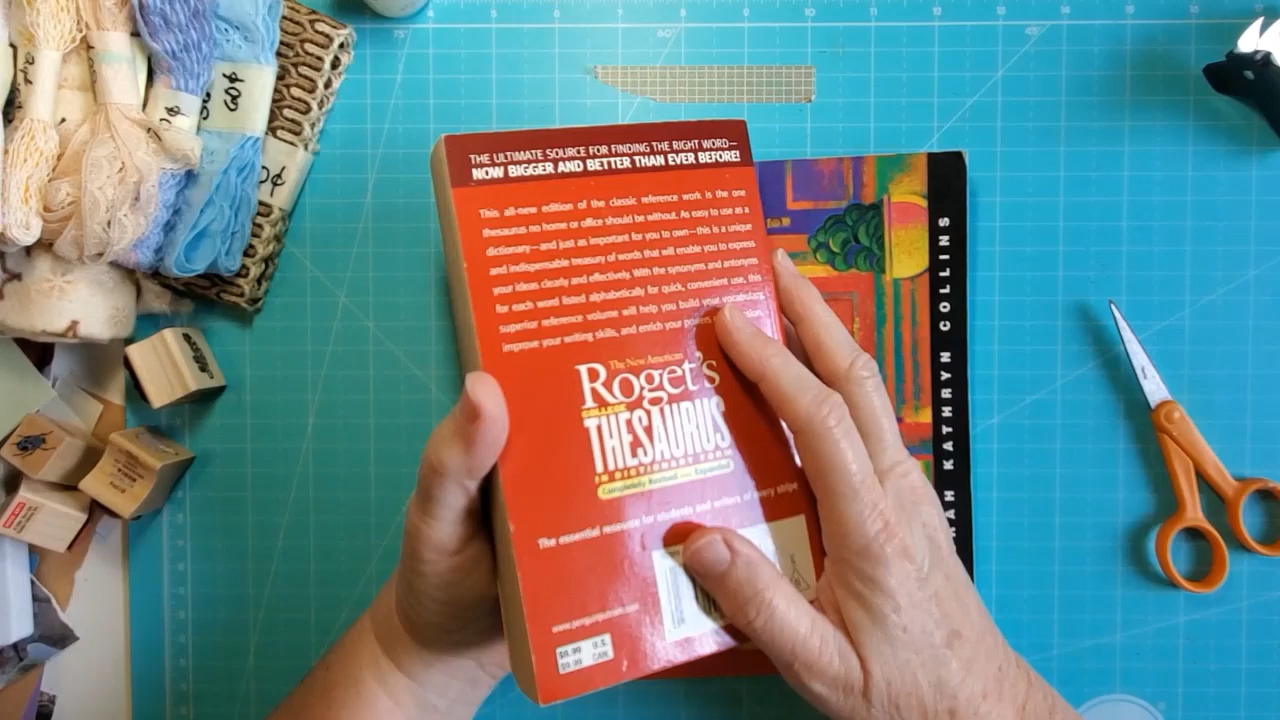 THE ULTIMATE SOURCE FOR FINDING THE RIGHT WORD—
NOW BIGGER AND BETTER THAN EVER BEFORE!
This all-new edition of the classic reference work is the one
thesaurus no home or office should be without. As easy to use as a
dictionary—and just as important for you to own—this is a unique
and indispensable treasury of words that will enable you to express
your ideas clearly and effectively. With the synonyms and antonyms
for each word listed alphabetically for quick, convenient use, this
superior reference volume will help you build your vocabulary,
improve your writing skills, and enrich your powers
The New American
Roget's
COLLEGE
THESAURUS
IN DICTIONARY FORM
Completely Revised and Expanded
The essential resource for students and writers of every stripe
www.penguinputnam.com
$6.99 U.S.
$9.99 CAN.
AH KATHRYN COLLINS
60¢